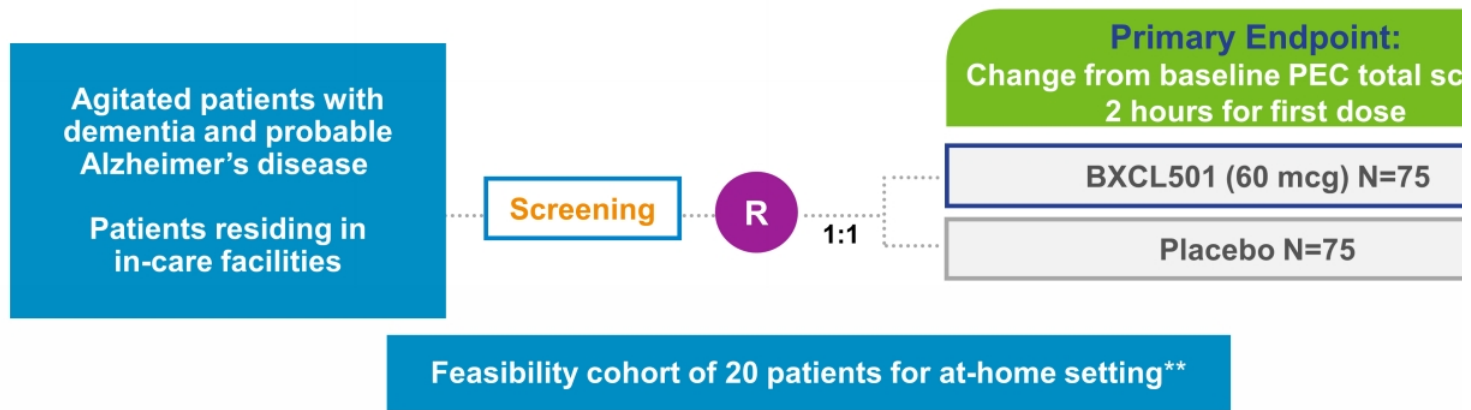 Agitated patients with
dementia and probable
Alzheimer's disease
Patients residing in
in-care facilities
Screening
R
1:1
Primary Endpoint:
Change from baseline PEC total
2 hours for first dose
BXCL501 (60 mcg) N=75
Placebo N=75
Feasibility cohort of 20 patients for at-home setting**